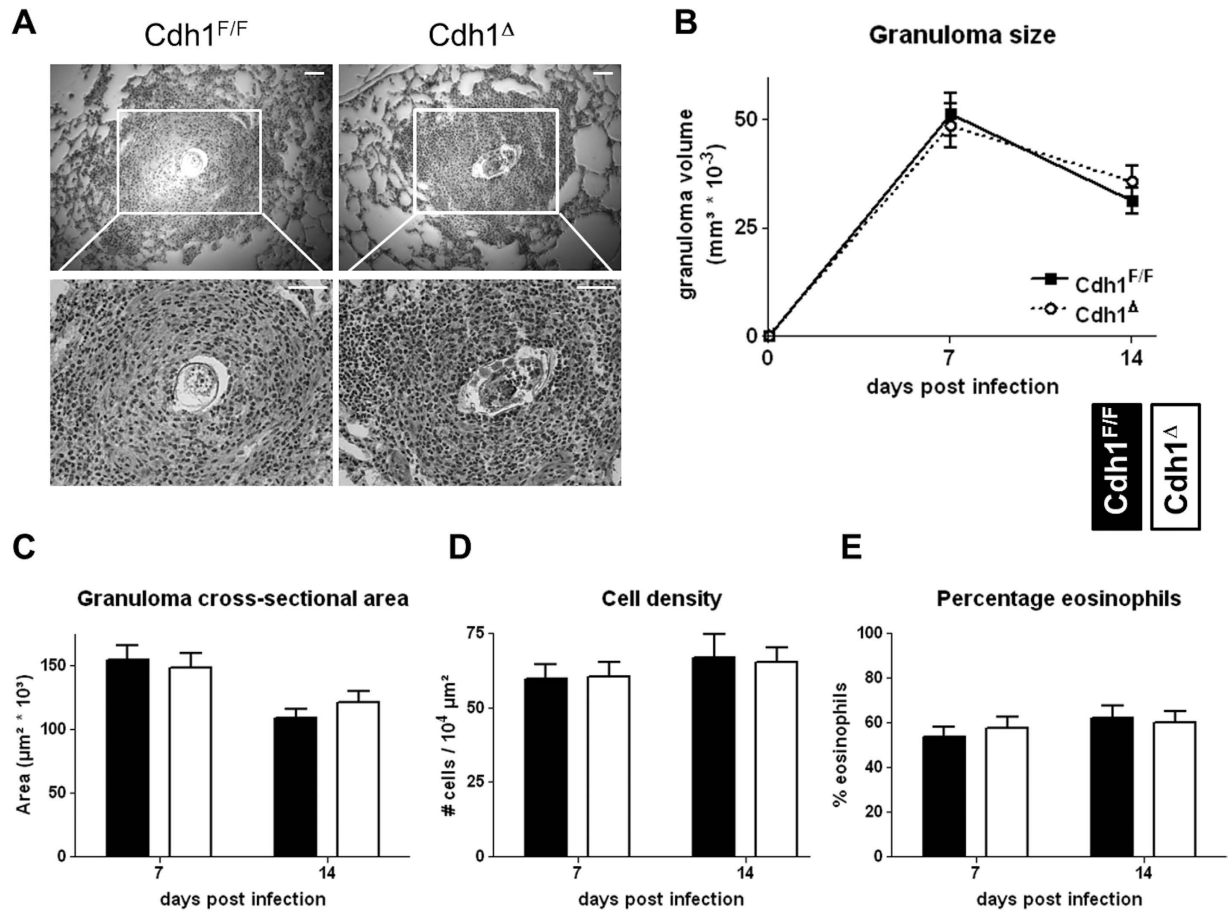 A
Cdh1F/F
Cdh1Δ
B
Granuloma size
granuloma volume
(mm³ * 10-3)
50
25
0
0
7
14
days post infection
Cdh1F/F
Cdh1Δ
Cdh1F/F
Cdh1Δ
C
Granuloma cross-sectional area
Area (µm² * 10³)
150
100
50
0
7
14
days post infection
D
Cell density
# cells / 10⁴ µm²
75
50
25
0
7
14
days post infection
E
Percentage eosinophils
% eosinophils
100
80
60
40
20
0
7
14
days post infection